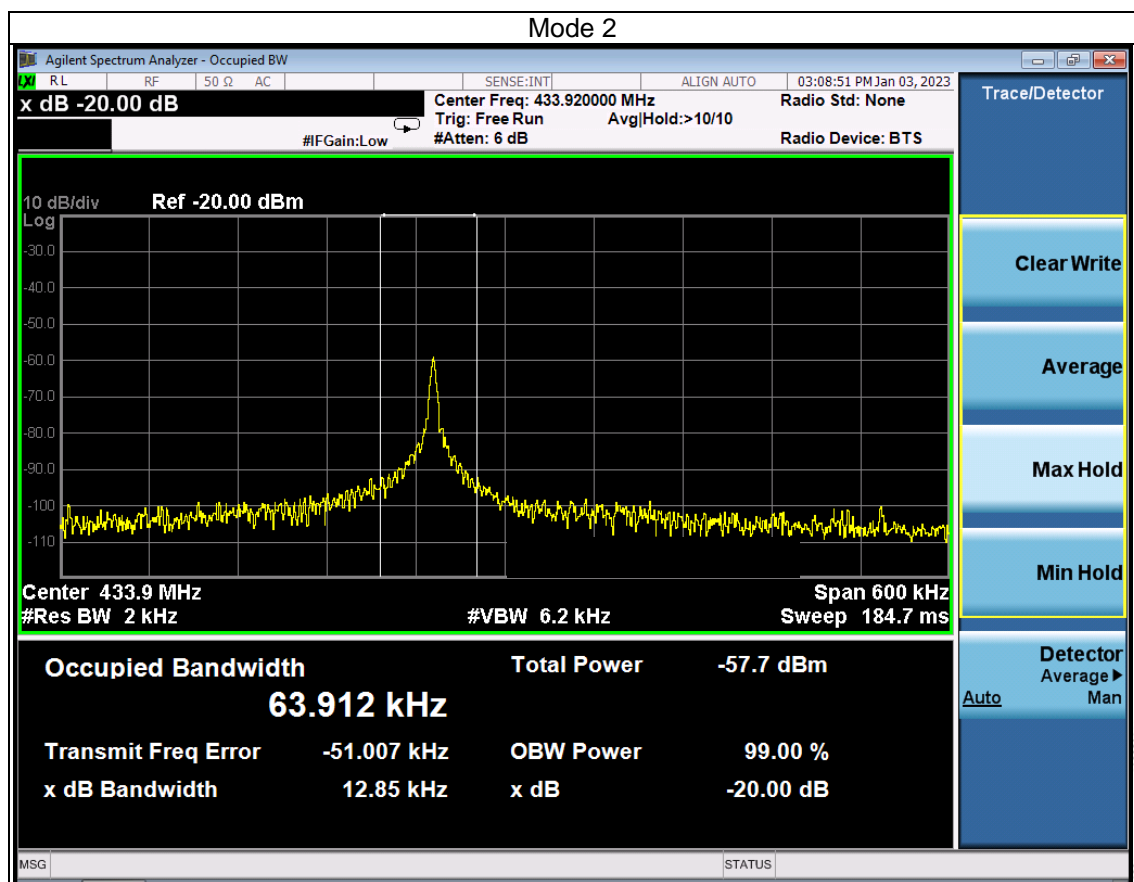 Mode 2
Agilent Spectrum Analyzer - Occupied BW
LXI RL RF 50 Ω AC SENSE:INT ALIGN AUTO 03:08:51 PM Jan 03, 2023
x dB -20.00 dB
Center Freq: 433.920000 MHz
Radio Std: None
Trig: Free Run Avg|Hold:>10/10
#IFGain:Low
#Atten: 6 dB
Radio Device: BTS
10 dB/div Ref -20.00 dBm
Log
-30.0
-40.0
-50.0
-60.0
-70.0
-80.0
-90.0
-100
-110
Center 433.9 MHz
Span 600 kHz
#Res BW 2 kHz
#VBW 6.2 kHz
Sweep 184.7 ms
Occupied Bandwidth
63.912 kHz
Total Power -57.7 dBm
Transmit Freq Error -51.007 kHz
OBW Power 99.00 %
x dB Bandwidth 12.85 kHz
x dB -20.00 dB
Trace/Detector
Clear Write
Average
Max Hold
Min Hold
Detector
Average
Auto Man
MSG
STATUS